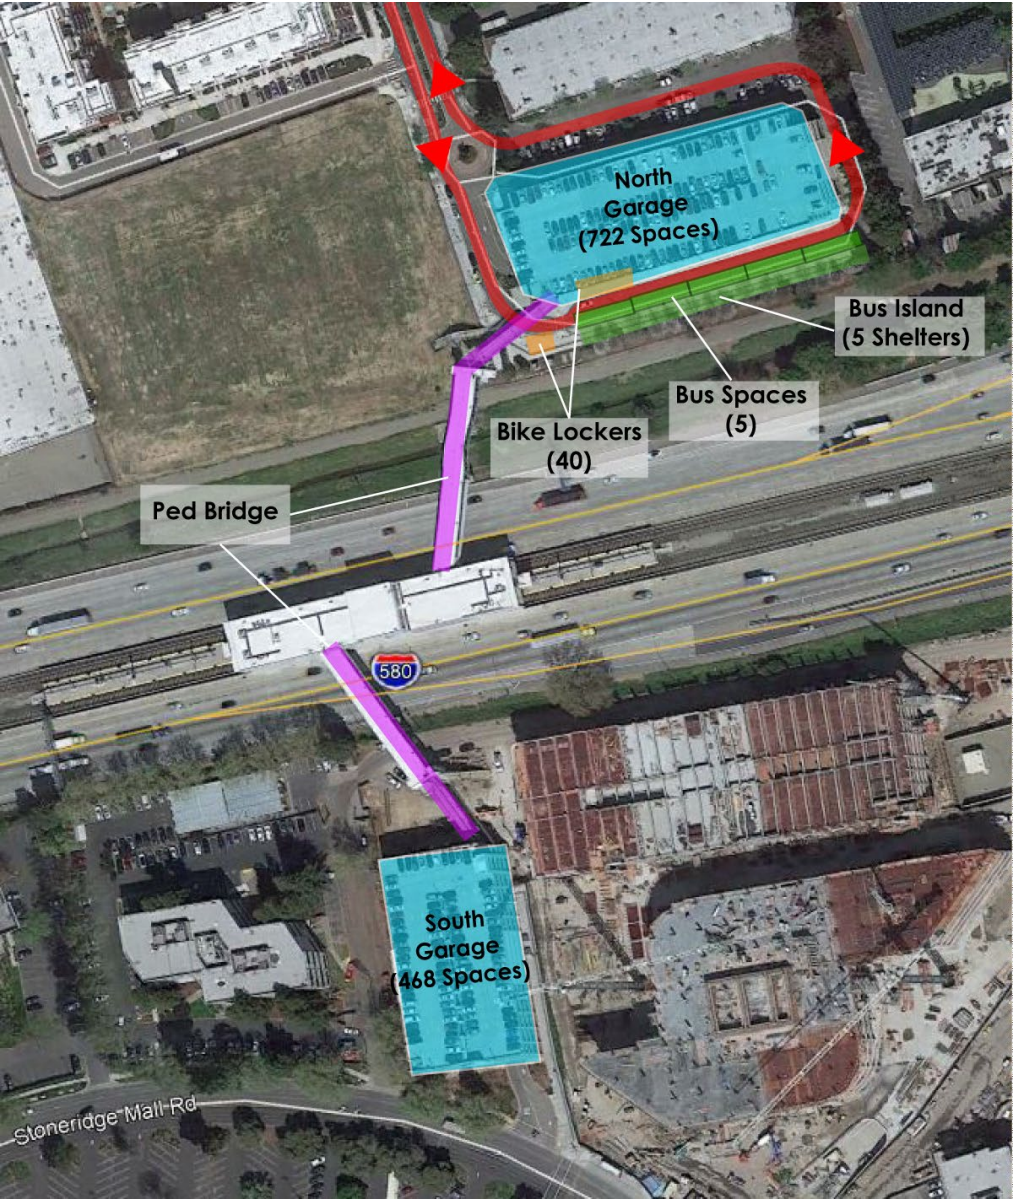 North
Garage
(722 Spaces)
Bus Island
(5 Shelters)
Bus Spaces
(5)
Bike Lockers
(40)
Ped Bridge
580
South
Garage
(468 Spaces)
Stoneridge Mall Rd